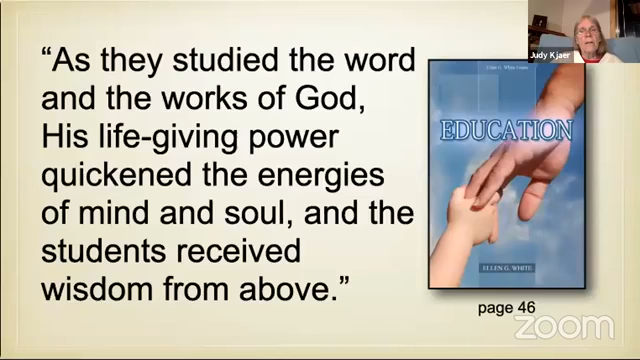 “As they studied the word
and the works of God,
His life-giving power
quickened the energies
of mind and soul, and the
students received
wisdom from above.”
Judy Kjaer
EDUCATION
ELLEN G. WHITE
page 46
zoom